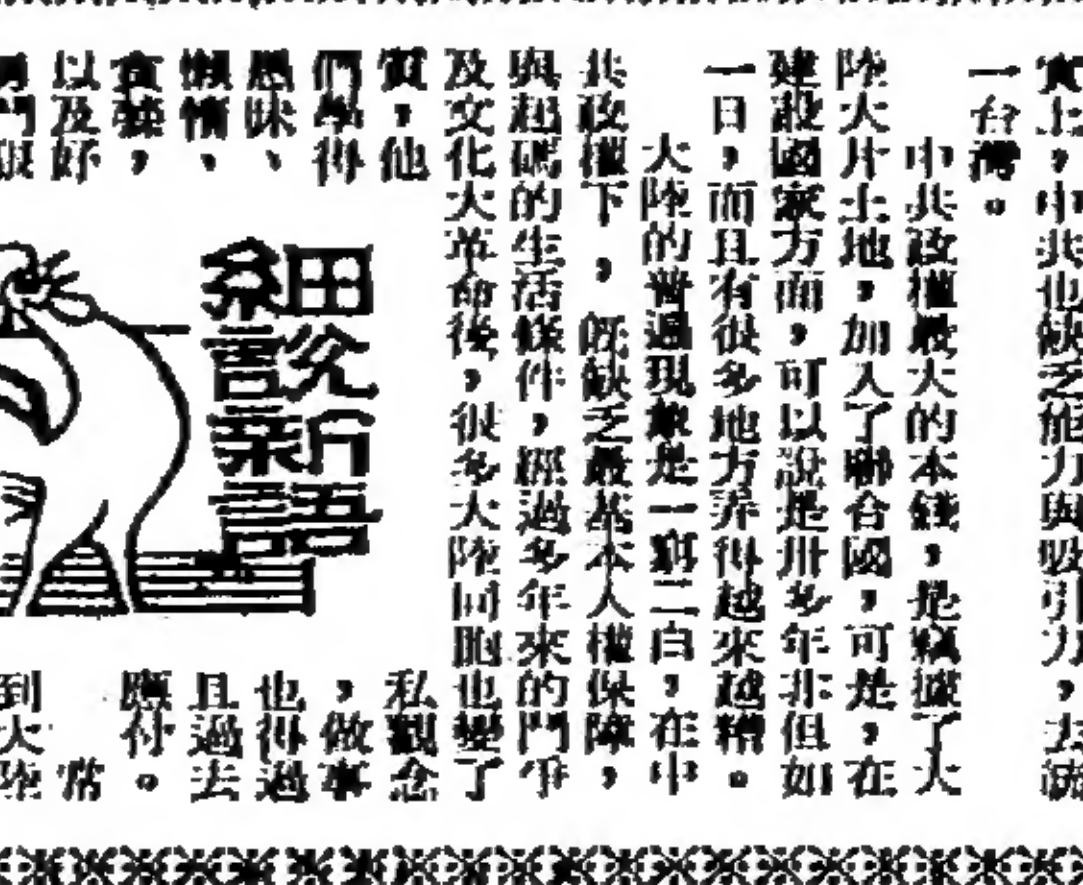 實上，中共也缺乏能力與吸引力，去統
一台灣。
中共政權最大的本錢，是竊據了大
陸大片土地，加入了聯合國，可是，在
建設國家方面，可以說是卅多年非但如
一日，而且有很多地方弄得越來越糟。
大陸的普遍現象是一窮二白，在中
共政權下，既缺乏最基本人權保障，
與起碼的生活條件，經過多年來的鬥爭
及文化大革命後，很多大陸同胞也變了
質，他
們學得
愚昧、
懶惰、
貪婪，
以及好
私觀念
，做事
也得過
且過去
應付。
常
到大陸
細說新語